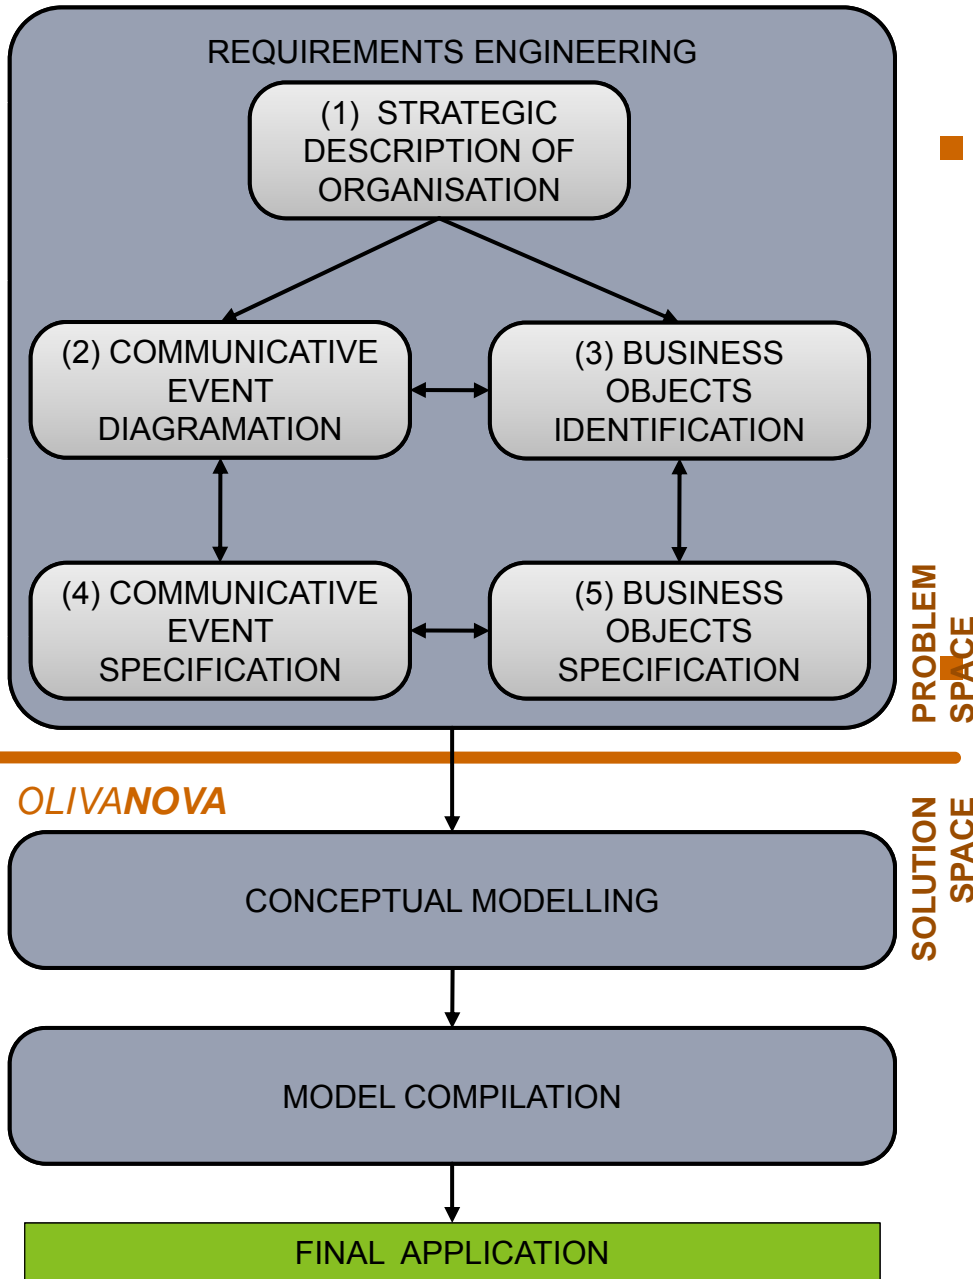 REQUIREMENTS ENGINEERING
(1) STRATEGIC
DESCRIPTION OF
ORGANISATION
(2) COMMUNICATIVE
EVENT
DIAGRAMATION
(3) BUSINESS
OBJECTS
IDENTIFICATION
(4) COMMUNICATIVE
EVENT
SPECIFICATION
(5) BUSINESS
OBJECTS
SPECIFICATION
PROBLEM
SPACE
OLIVANOVA
SOLUTION
SPACE
CONCEPTUAL MODELLING
MODEL COMPILATION
FINAL APPLICATION